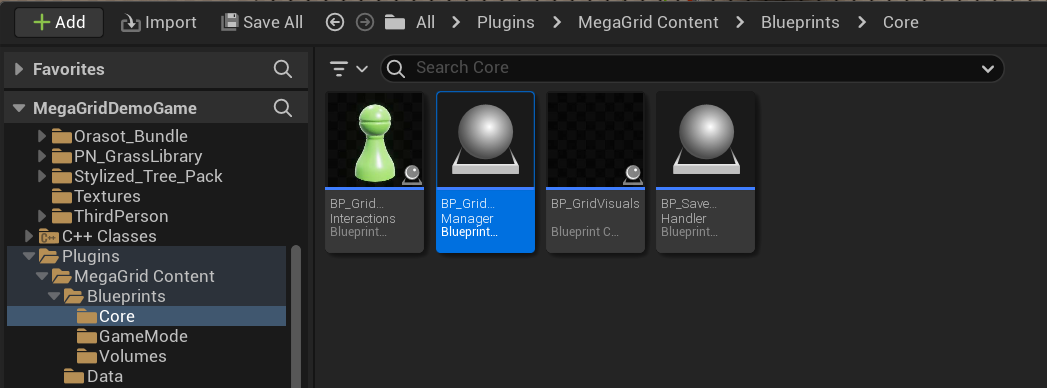 Add Import Save All All Plugins MegaGrid Content Blueprints Core
Favorites
Search Core
MegaGridDemoGame
Orasot_Bundle
PN_GrassLibrary
Stylized_Tree_Pack
Textures
ThirdPerson
C++ Classes
Plugins
MegaGrid Content
Blueprints
Core
GameMode
Volumes
Data
BP_Grid...
Interactions
Blueprint...
BP_Grid...
Manager
Blueprint...
BP_GridVisuals
Blueprint C...
BP_Save...
Handler
Blueprint...